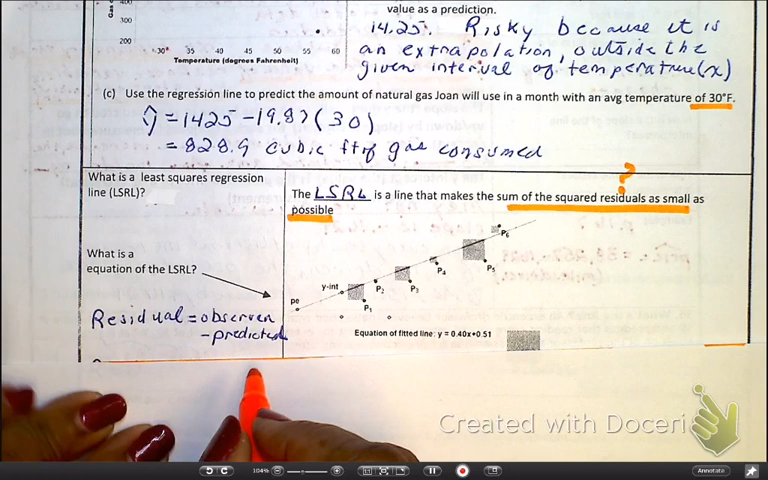 400
300
200
Gas c
30 35 40 45 50 55 60
Temperature (degrees Fahrenheit)
value as a prediction.
1425. Risky because it is
an extrapolation, outside the
given interval of temperature(x)
(c) Use the regression line to predict the amount of natural gas Joan will use in a month with an avg temperature of 30°F.
ŷ = 1425 - 19.87(30)
= 828.9 cubic ft of gas consumed
What is a least squares regression
line (LSRL)?
?
The LSRL is a line that makes the sum of the squared residuals as small as
possible
What is a
equation of the LSRL?
Residual = observed
- predicted
y-int
pe
P1
P2
P3
P4
P5
P6
Equation of fitted line: y = 0.40x+0.51
Created with Doceri
104%
Annotate